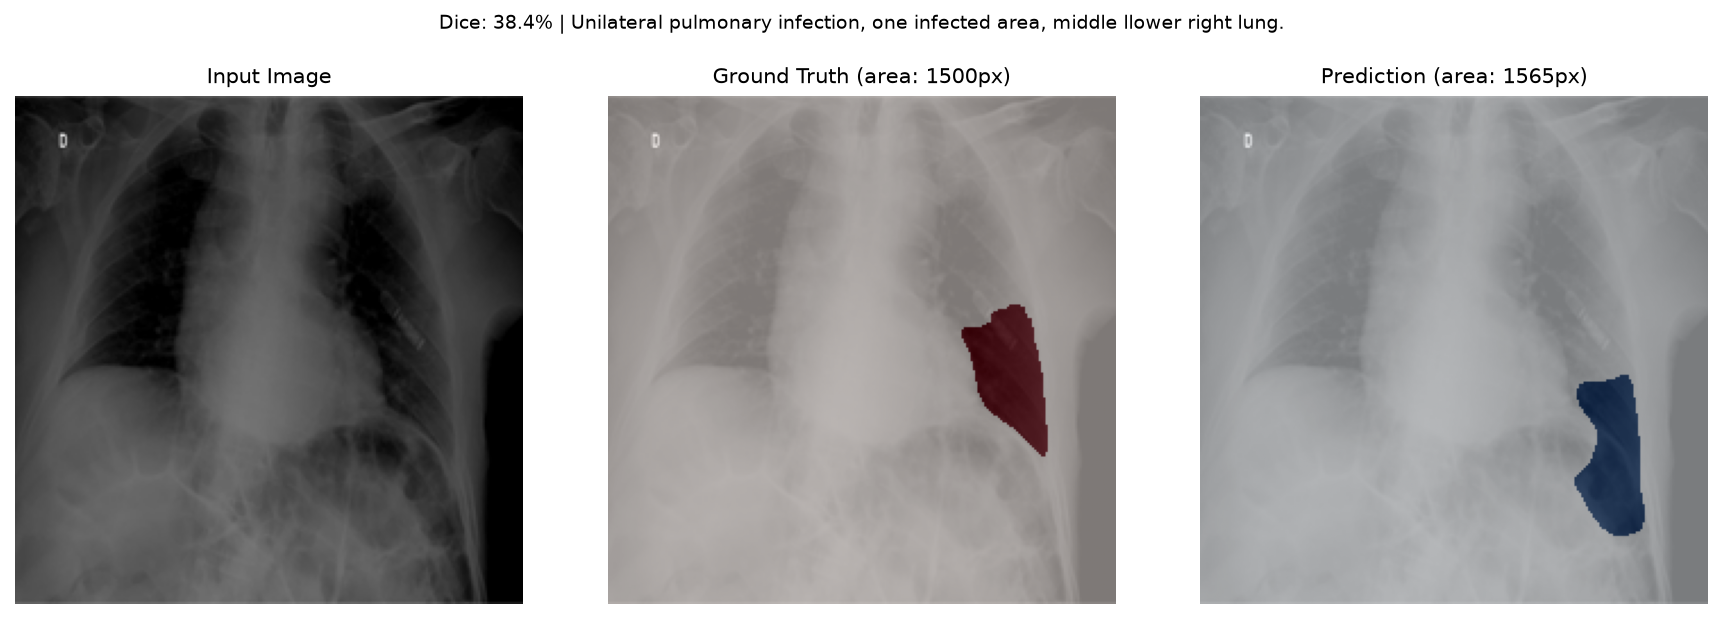 Dice: 38.4% | Unilateral pulmonary infection, one infected area, middle llower right lung.
Input Image
Ground Truth (area: 1500px)
Prediction (area: 1565px)
D
D
D